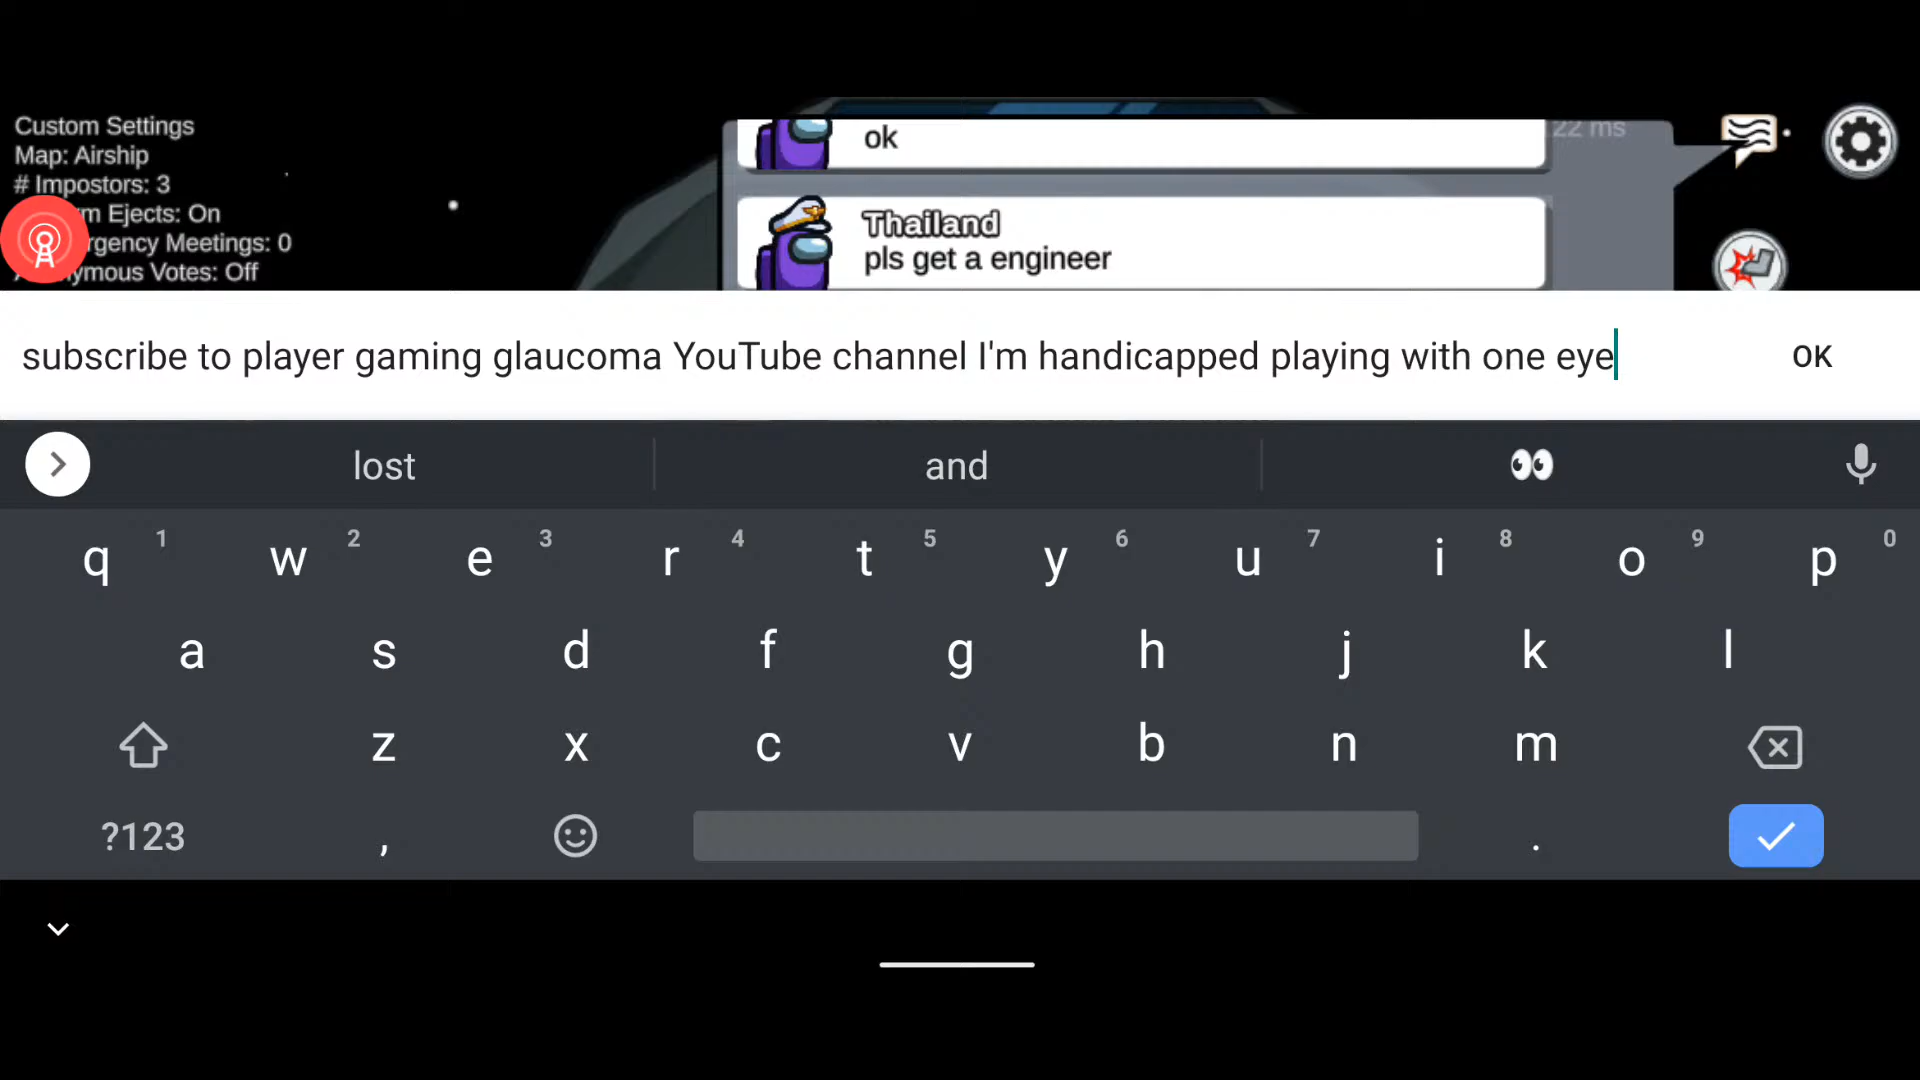 Custom Settings
Map: Airship
# Impostors: 3
m Ejects: On
rgency Meetings: 0
nymous Votes: Off
ok
22 ms
Thailand
pls get a engineer
subscribe to player gaming glaucoma YouTube channel I'm handicapped playing with one eye
OK
lost and
1 2 3 4 5 6 7 8 9 0
q w e r t y u i o p
a s d f g h j k l
z x c v b n m
?123 , .